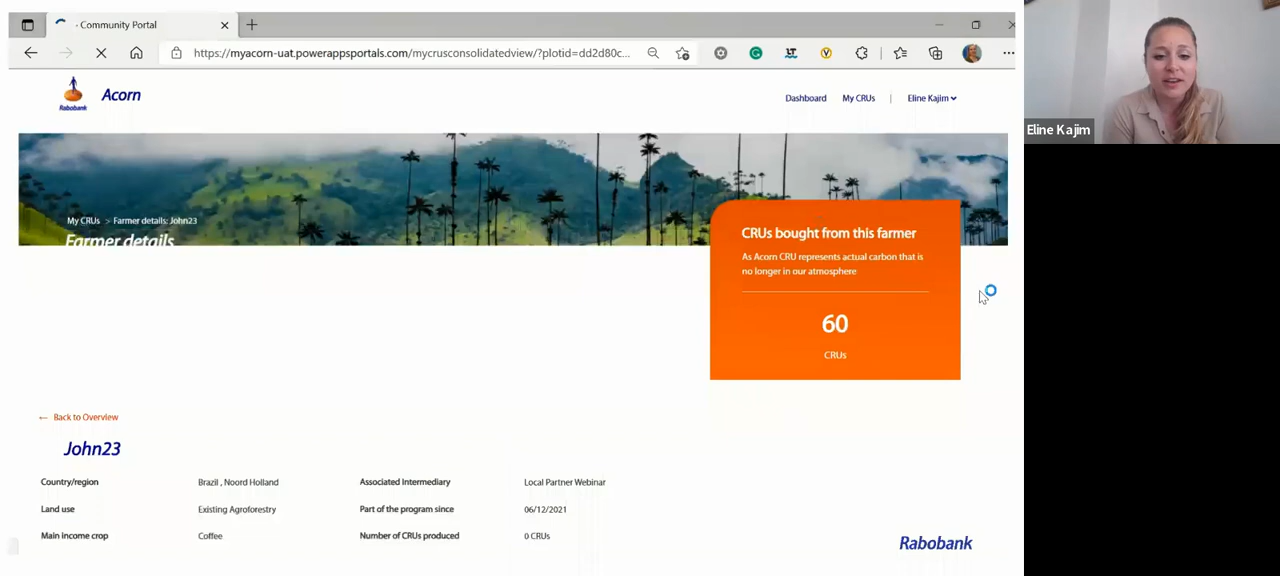 - Community Portal
https://myacorn-uat.powerappsportals.com/mycrusconsolidatedview/?plotid=dd2d80c...
Rabobank
Acorn
Dashboard
My CRUs
Eline Kajim
Eline Kajim
My CRUs > Farmer details: John23
Farmer details
CRUs bought from this farmer
As Acorn CRU represents actual carbon that is
no longer in our atmosphere
60
CRUs
← Back to Overview
John23
Country/region Brazil , Noord Holland Associated Intermediary Local Partner Webinar
Land use Existing Agroforestry Part of the program since 06/12/2021
Main income crop Coffee Number of CRUs produced 0 CRUs
Rabobank